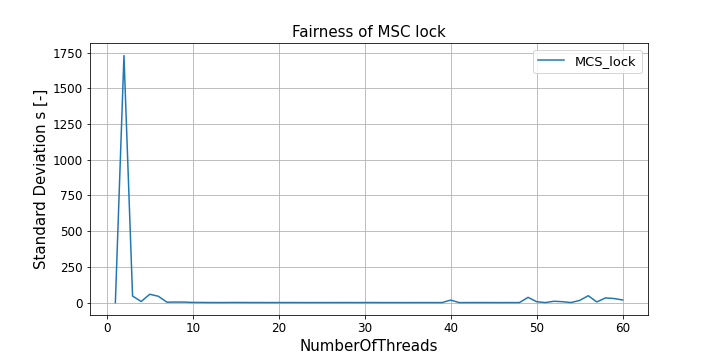 Fairness of MSC lock
MCS_lock
Standard Deviation s [-]
1750
1500
1250
1000
750
500
250
0
0 10 20 30 40 50 60
NumberOfThreads